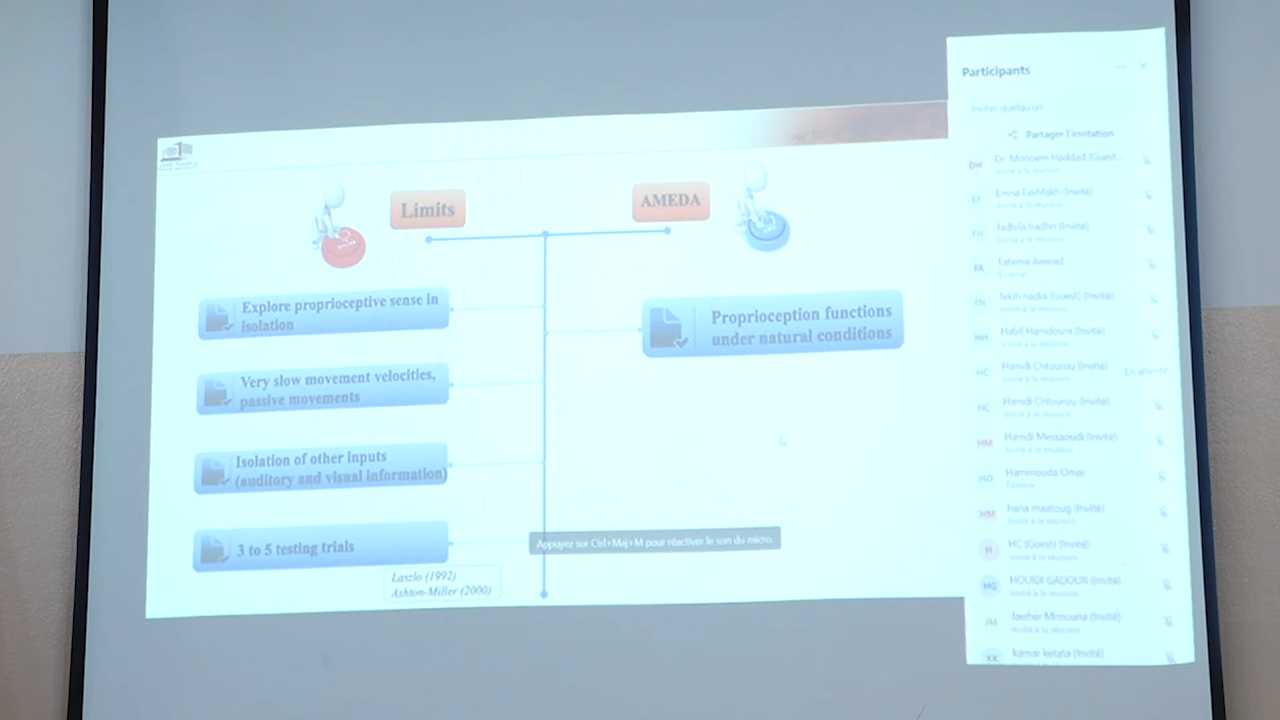 Limits
AMEDA
Explore proprioceptive sense in
isolation
Very slow movement velocities,
passive movements
Isolation of other inputs
(auditory and visual information)
3 to 5 testing trials
Laszlo (1992)
Ashton-Miller (2000)
Proprioception functions
under natural conditions
Appuyez sur Ctrl+Maj+M pour réactiver le son du micro.
Participants
Inviter quelqu'un
Partager l'invitation
DH
Dr. Monoem Haddad (Guest...
Invité à la réunion
EF
Emna Fakhfakh (Invité)
Invité à la réunion
FH
fadhila hadhri (Invité)
Invité à la réunion
FA
Fatema
Externe
FN
fekih nadia (Guest) (Invité)
Invité à la réunion
HH
Habil Hamdouni (Invité)
Invité à la réunion
HC
Hamdi Chtourou (Invité)
Invité à la réunion
En attente
HC
Hamdi Chtourou (Invité)
Invité à la réunion
HM
Hamdi Messaoudi (Invité)
Invité à la réunion
HO
Hammouda Omar
Externe
HM
hana maatoug (Invité)
Invité à la réunion
H
HC (Guest) (Invité)
Invité à la réunion
HG
HOUIDI GADOUR (Invité)
Invité à la réunion
JM
Jawher Mimouna (Invité)
Invité à la réunion
KK
kamar ketata (Invité)